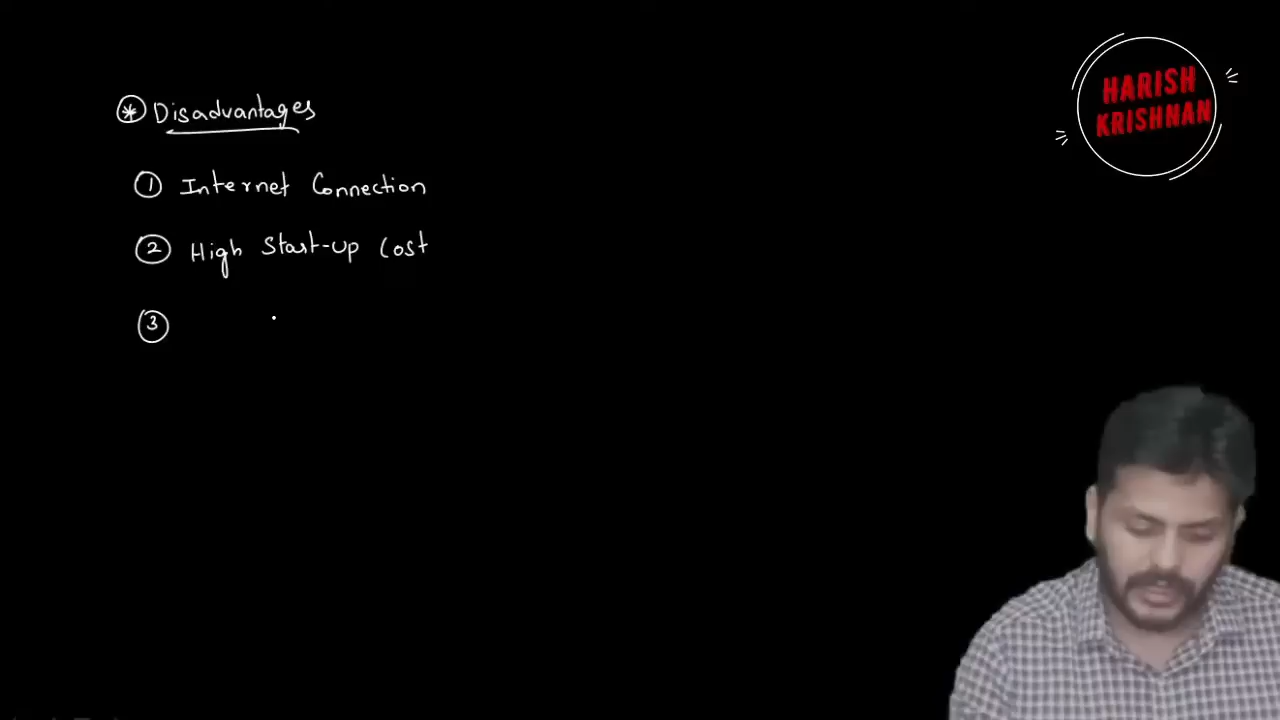 HARISH
KRISHNAN
* Disadvantages
1 Internet Connection
2 High Start-up Cost
3